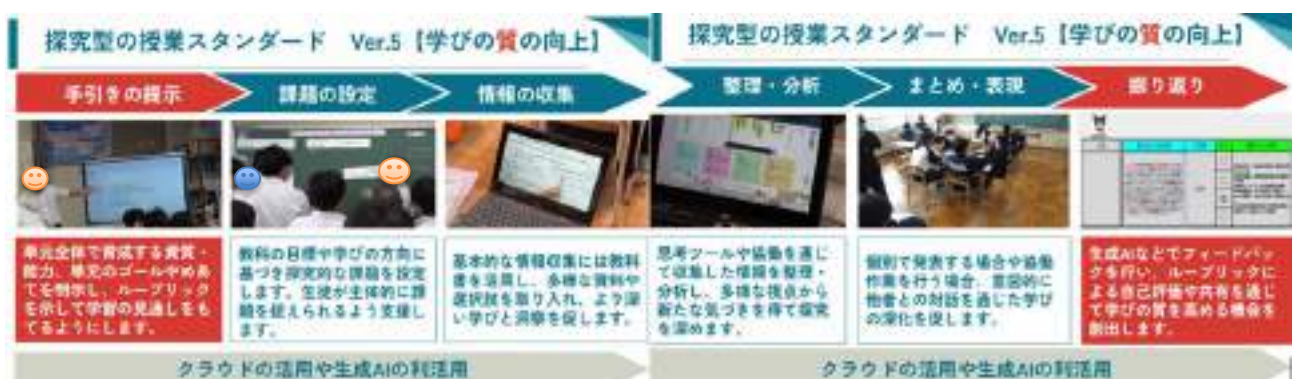 探究型の授業スタンダード Ver.5【学びの質の向上】
手引きの提示
課題の設定
情報の収集
単元全体で育成する資質・
能力、単元のゴールやめあ
てを明示し、ルーブリック
を示して学習の見通しをも
てるようにします。
教科の目標や学びの方向に
基づき探究的な課題を設定
します。生徒が主体的に課
題を捉えられるよう支援し
ます。
基本的な情報収集には教科
書を活用し、多様な資料や
選択肢を取り入れ、より深
い学びと洞察を促します。
クラウドの活用や生成AIの利活用
探究型の授業スタンダード Ver.5【学びの質の向上】
整理・分析
まとめ・表現
振り返り
思考ツールや協働を通じ
て収集した情報を整理・
分析し、多様な視点から
新たな気づきを得て探究
を深めます。
個別で発表する場合や協働
作業を行う場合、意図的に
他者との対話を通じた学び
の深化を促します。
生成AIなどでフィードバッ
クを行い、ルーブリックに
よる自己評価や共有を通じ
て学びの質を高める機会を
創出します。
クラウドの活用や生成AIの利活用